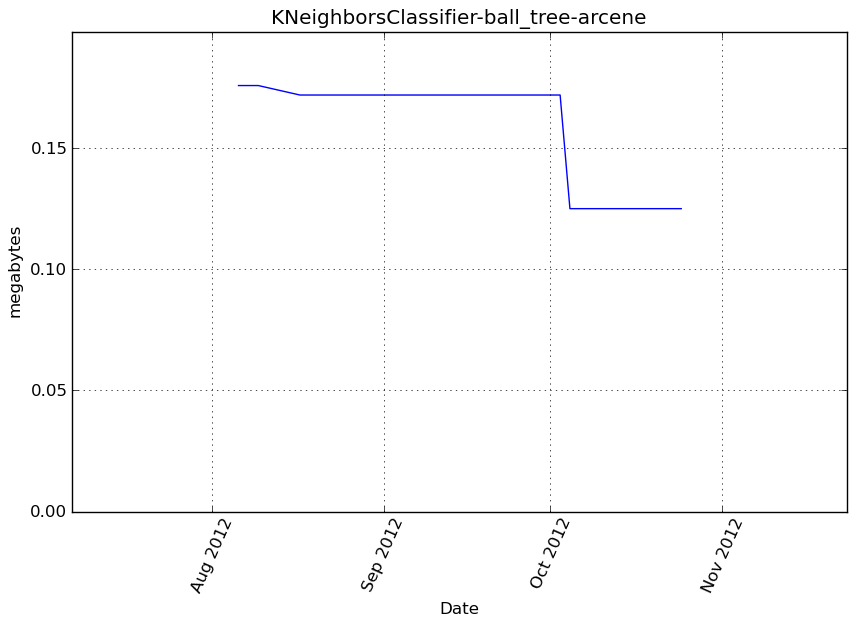 KNeighborsClassifier-ball_tree-arcene
megabytes
0.15
0.10
0.05
0.00
Aug 2012
Sep 2012
Oct 2012
Nov 2012
Date